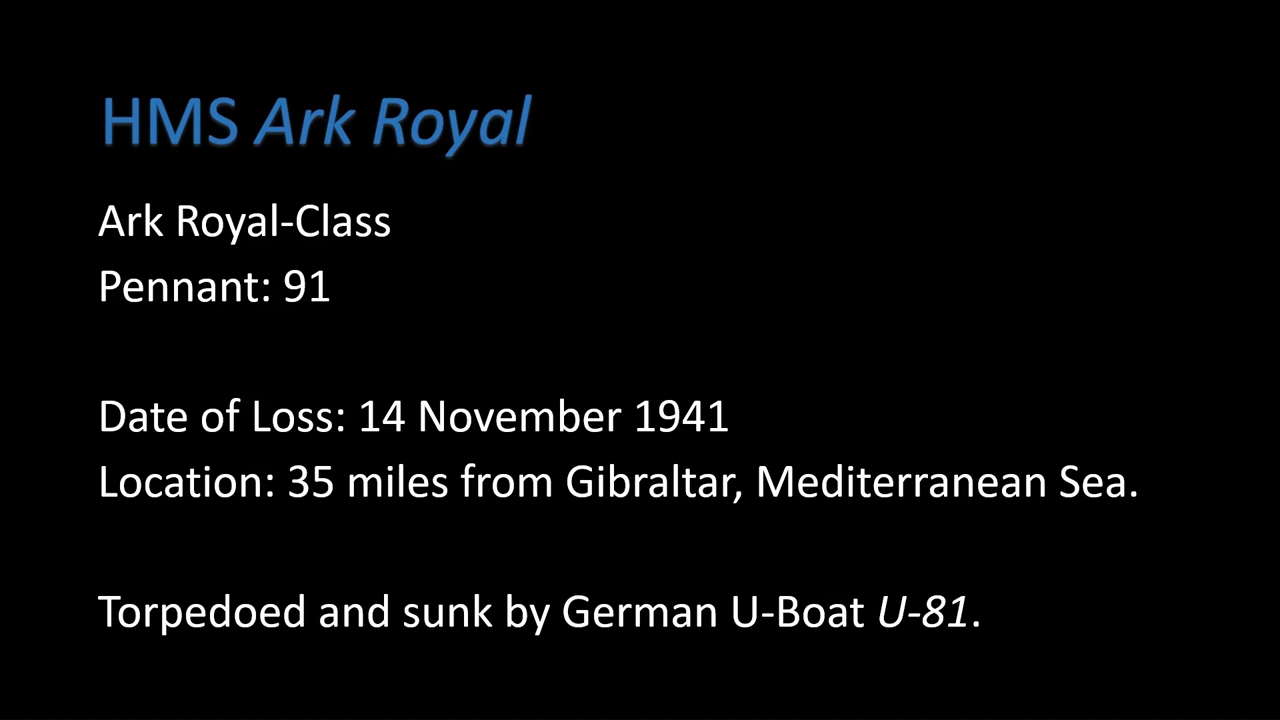 HMS Ark Royal
Ark Royal-Class
Pennant: 91
Date of Loss: 14 November 1941
Location: 35 miles from Gibraltar, Mediterranean Sea.
Torpedoed and sunk by German U-Boat U-81.